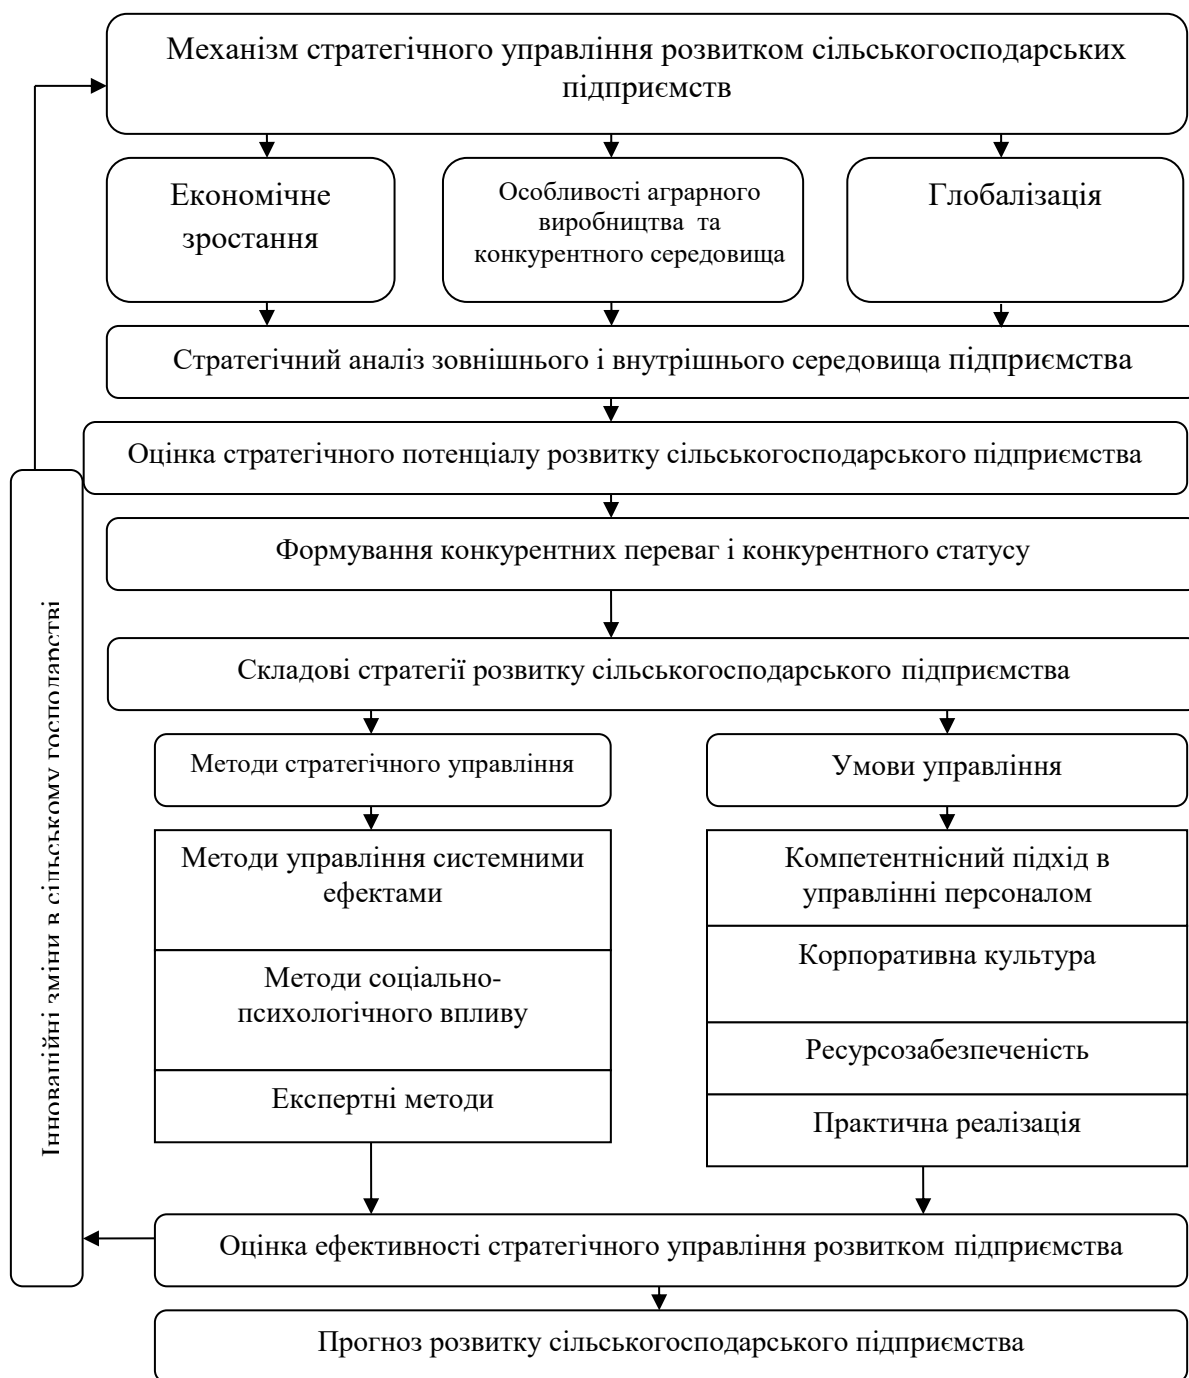 Механізм стратегічного управління розвитком сільськогосподарських
підприємств
Економічне
зростання
Особливості аграрного
виробництва та
конкурентного середовища
Глобалізація
Стратегічний аналіз зовнішнього і внутрішнього середовища підприємства
Оцінка стратегічного потенціалу розвитку сільськогосподарського підприємства
Формування конкурентних переваг і конкурентного статусу
Складові стратегії розвитку сільськогосподарського підприємства
Методи стратегічного управління
Умови управління
Методи управління системними
ефектами
Методи соціально-
психологічного впливу
Експертні методи
Компетентнісний підхід в
управлінні персоналом
Корпоративна культура
Ресурсозабезпеченість
Практична реалізація
Інноваційні зміни в сільському господарстві
Оцінка ефективності стратегічного управління розвитком підприємства
Прогноз розвитку сільськогосподарського підприємства